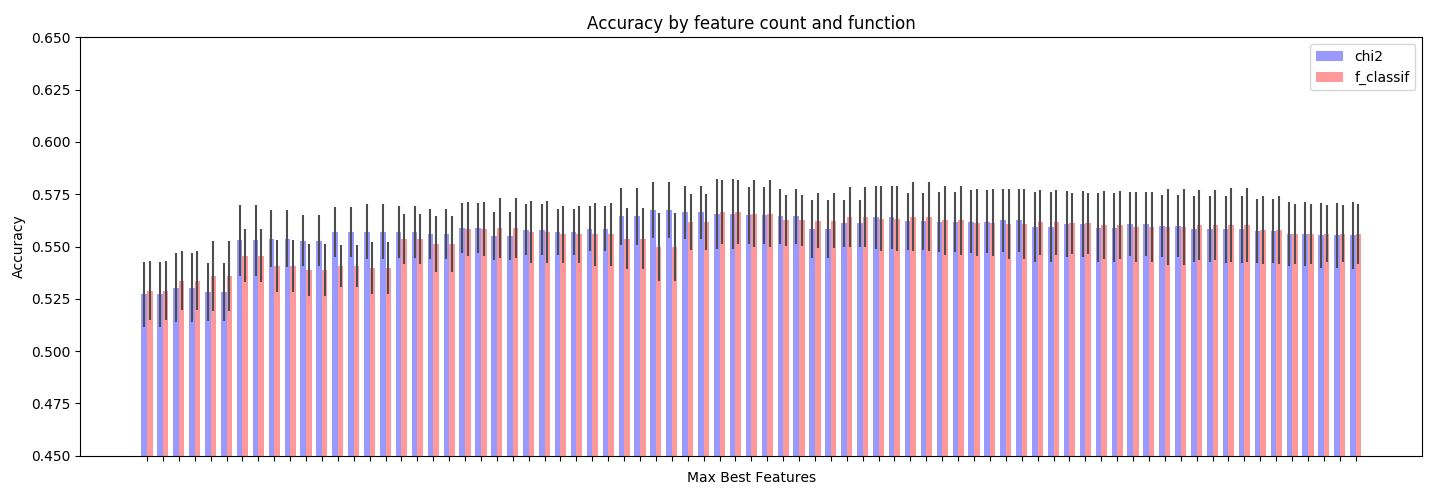 Accuracy by feature count and function
0.650
0.625
0.600
0.575
0.550
0.525
0.500
0.475
0.450
Accuracy
Max Best Features
chi2
f_classif